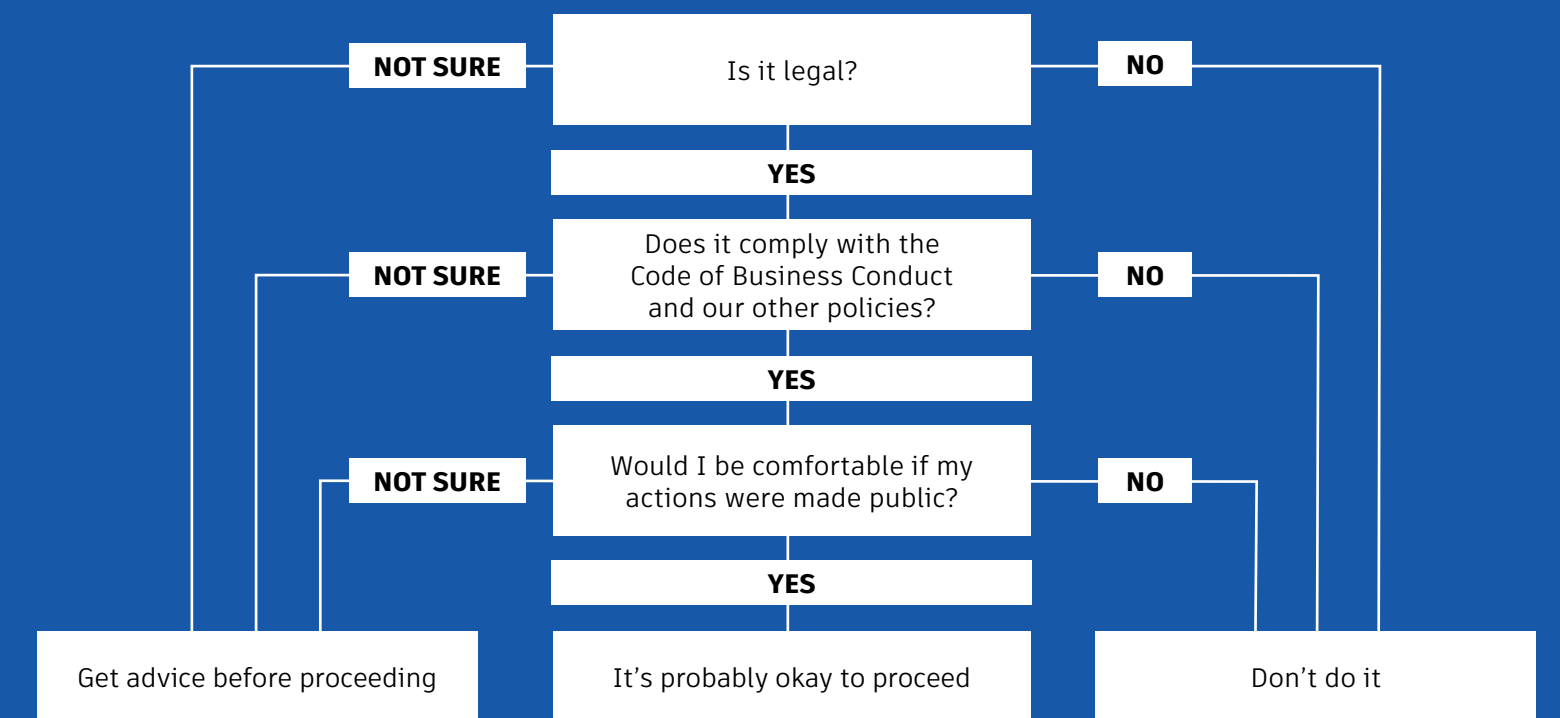 NOT SURE
Is it legal?
NO
YES
NOT SURE
Does it comply with the
Code of Business Conduct
and our other policies?
NO
YES
NOT SURE
Would I be comfortable if my
actions were made public?
NO
YES
Get advice before proceeding
It’s probably okay to proceed
Don’t do it